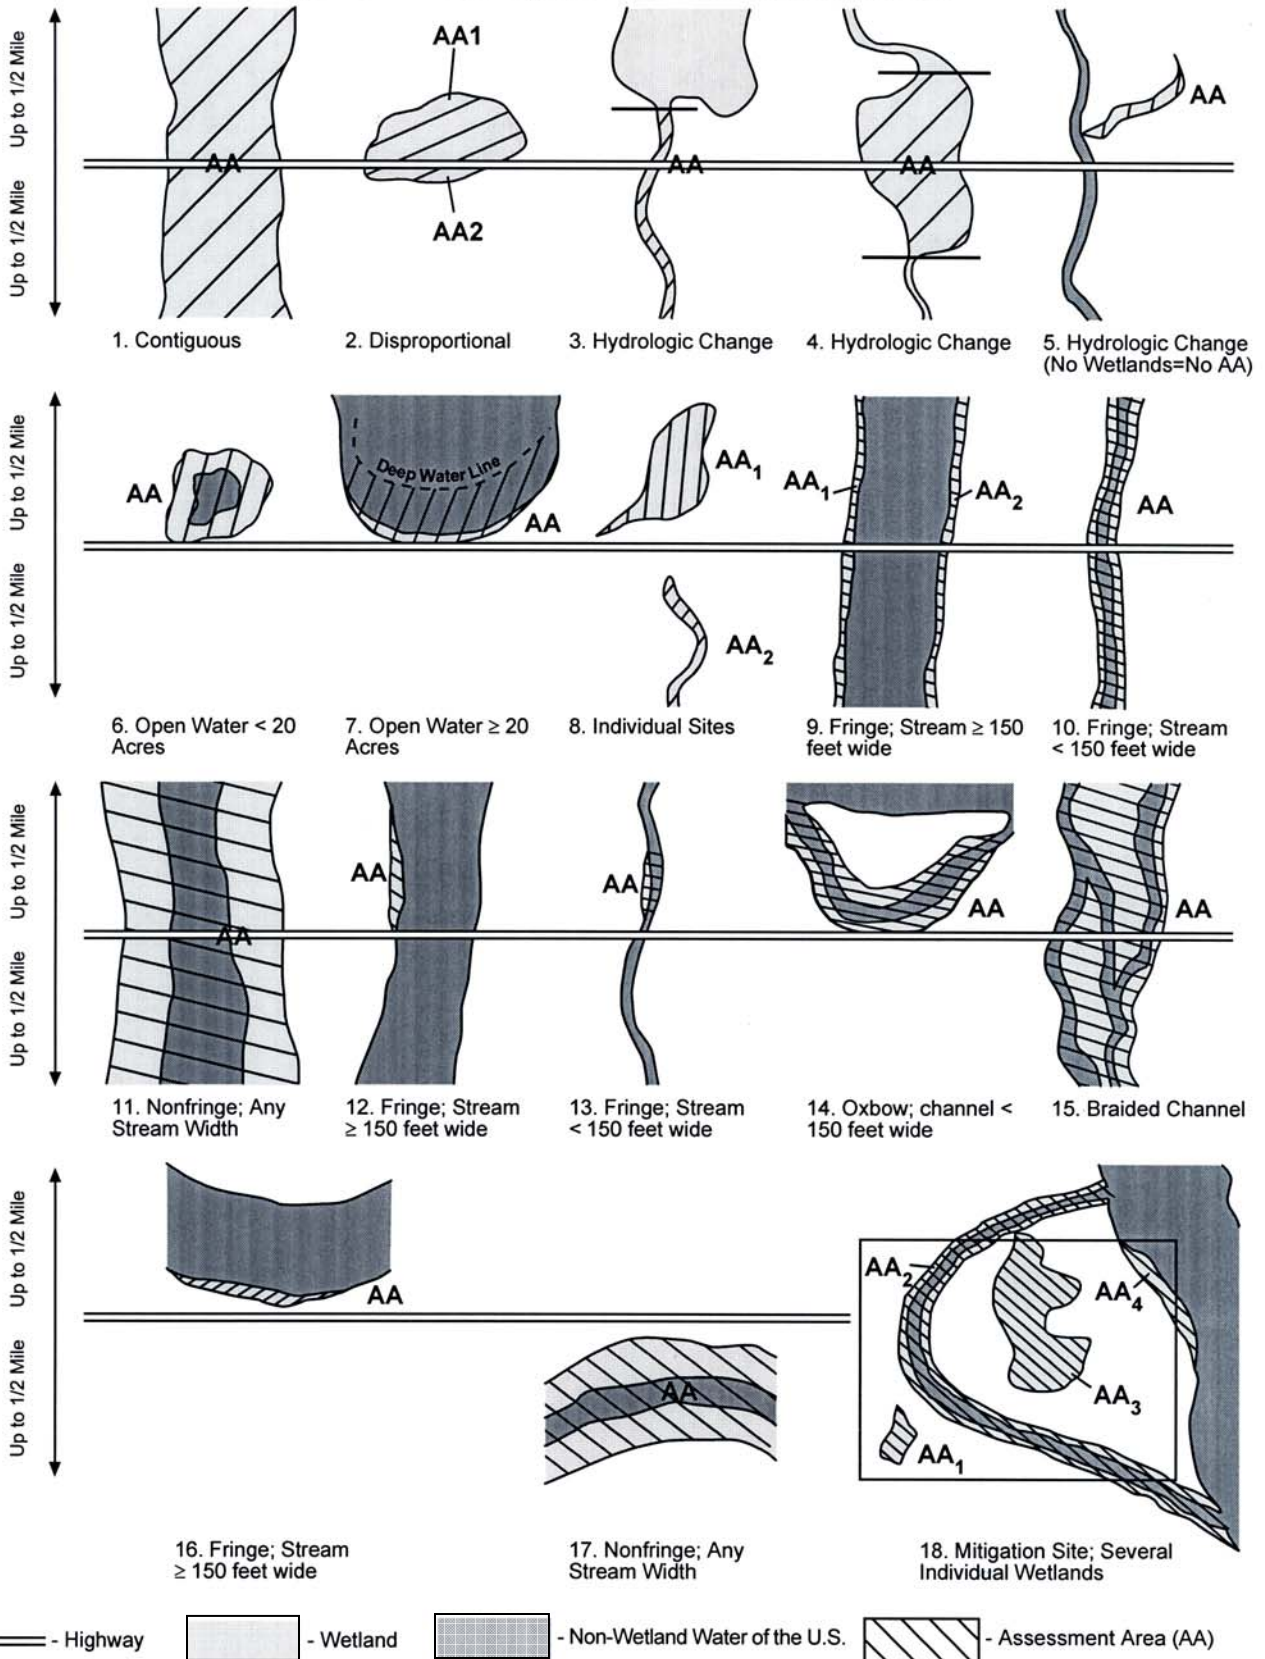 Up to 1/2 Mile
Up to 1/2 Mile
AA1
AA
AA2
AA
AA
AA
1. Contiguous
2. Disproportional
3. Hydrologic Change
4. Hydrologic Change
5. Hydrologic Change
(No Wetlands=No AA)
Up to 1/2 Mile
Up to 1/2 Mile
AA
Deep Water Line
AA
AA1
AA2
AA1
AA2
AA
6. Open Water < 20
Acres
7. Open Water ≥ 20
Acres
8. Individual Sites
9. Fringe; Stream ≥ 150
feet wide
10. Fringe; Stream
< 150 feet wide
Up to 1/2 Mile
Up to 1/2 Mile
AA
AA
AA
AA
AA
11. Nonfringe; Any
Stream Width
12. Fringe; Stream
≥ 150 feet wide
13. Fringe; Stream
< 150 feet wide
14. Oxbow; channel <
150 feet wide
15. Braided Channel
Up to 1/2 Mile
Up to 1/2 Mile
AA
AA
AA2
AA4
AA3
AA1
16. Fringe; Stream
≥ 150 feet wide
17. Nonfringe; Any
Stream Width
18. Mitigation Site; Several
Individual Wetlands
- Highway
- Wetland
- Non-Wetland Water of the U.S.
- Assessment Area (AA)